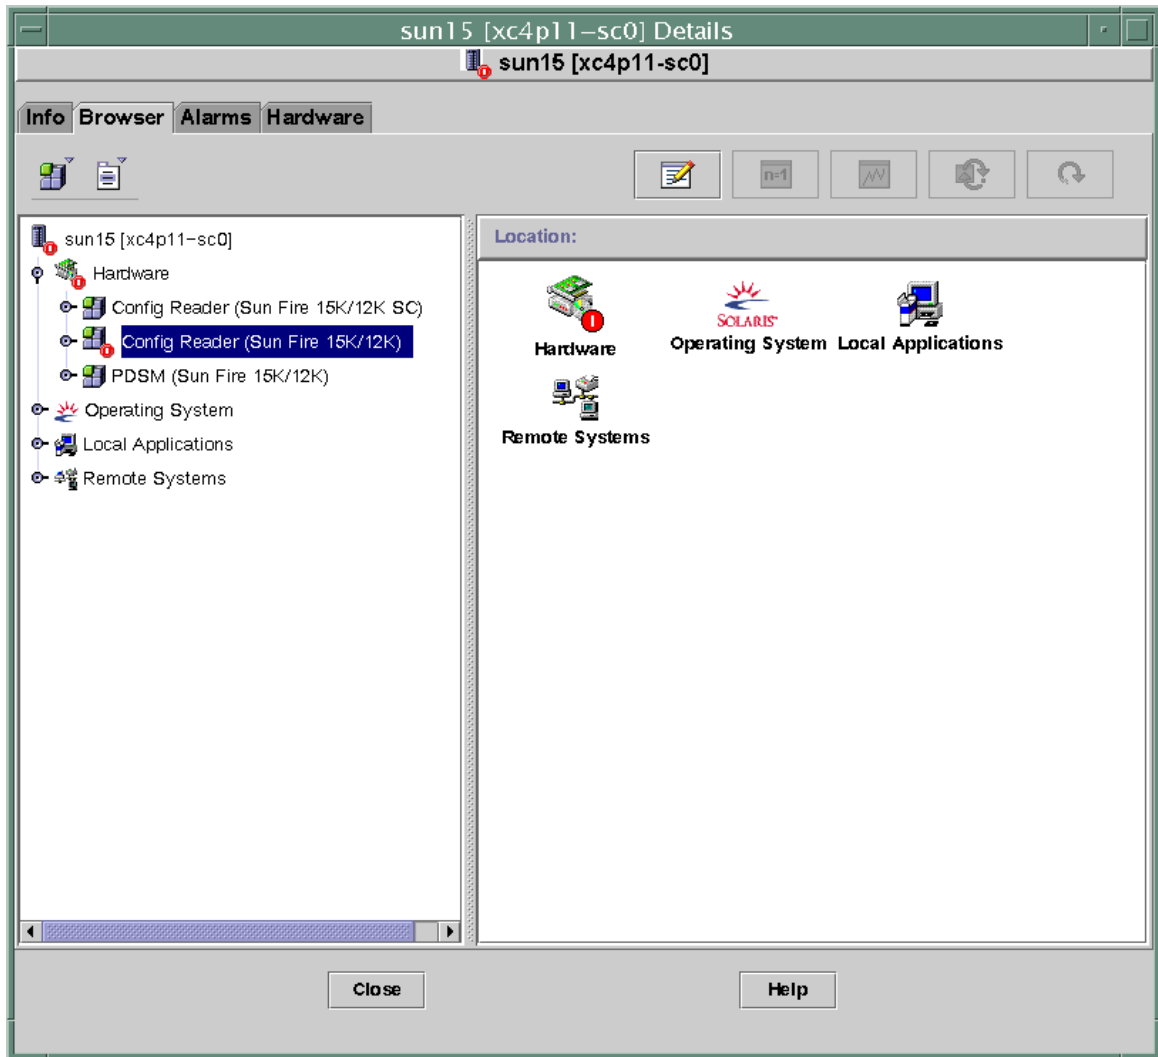 sun15 [xc4p11-sc0] Details
sun15 [xc4p11-sc0]
Info Browser Alarms Hardware
n=1
sun15 [xc4p11-sc0]
Hardware
Config Reader (Sun Fire 15K/12K SC)
Config Reader (Sun Fire 15K/12K)
PDSM (Sun Fire 15K/12K)
Operating System
Local Applications
Remote Systems
Location:
SOLARIS
Hardware Operating System Local Applications
Remote Systems
Close Help